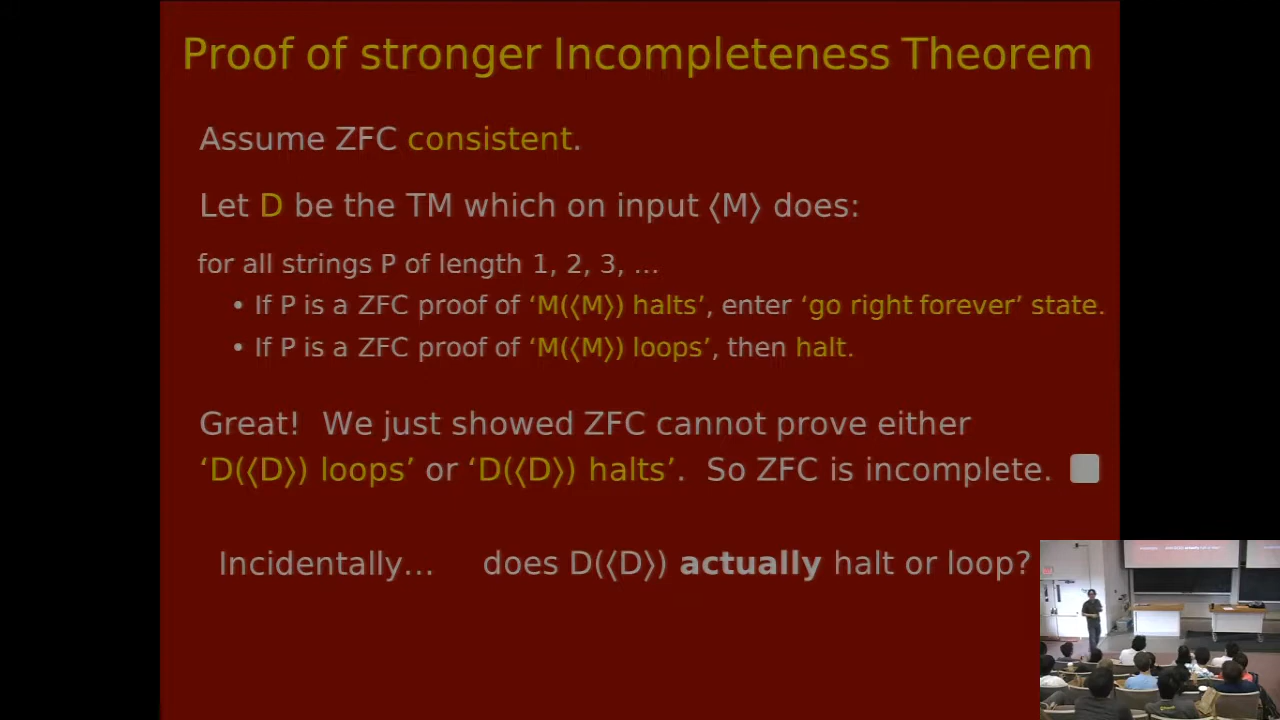 Proof of stronger Incompleteness Theorem
Assume ZFC consistent.
Let D be the TM which on input ⟨M⟩ does:
for all strings P of length 1, 2, 3, …
• If P is a ZFC proof of ‘M(⟨M⟩) halts’, enter ‘go right forever’ state.
• If P is a ZFC proof of ‘M(⟨M⟩) loops’, then halt.
Great! We just showed ZFC cannot prove either
‘D(⟨D⟩) loops’ or ‘D(⟨D⟩) halts’. So ZFC is incomplete.
Incidentally… does D(⟨D⟩) actually halt or loop?